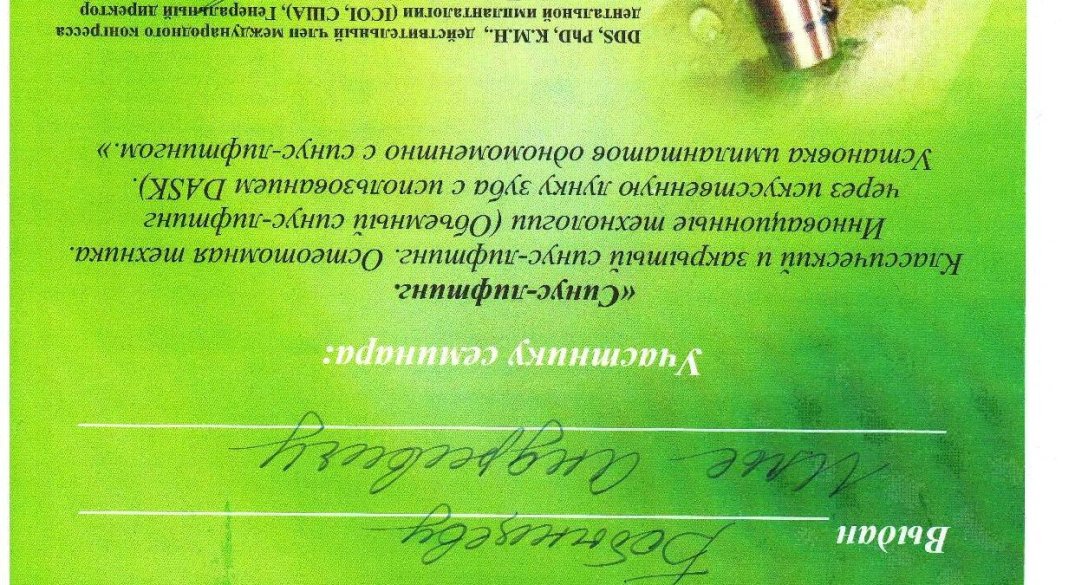 Выдан
Илье Андреевичу
Участнику семинара:
«Синус-лифтинг.
Классический и закрытый синус-лифтинг. Остеотомная техника.
Инновационные технологии (Объемный синус-лифтинг
через искусственную лунку зуба с использованием DASK).
Установка имплантатов одномоментно с синус-лифтингом.»
DDS, PhD, К.М.Н., действительный член международного конгресса
дентальной имплантологии (ICOI, США), Генеральный директор